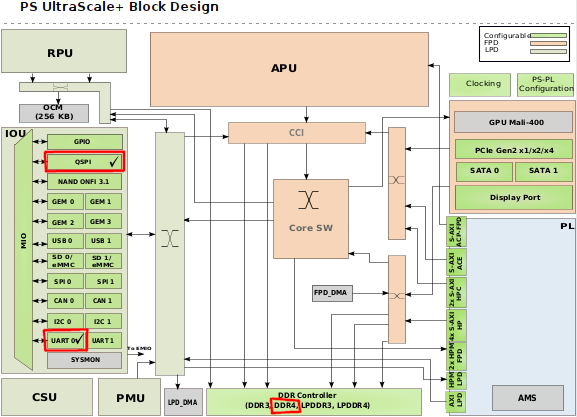 PS UltraScale+ Block Design
Configurable
FPD
LPD
RPU
APU
Clocking
PS-PL
Configuration
OCM
(256 KB)
IOU
GPIO
QSPI
NAND ONFI 3.1
GEM 0
GEM 1
GEM 2
GEM 3
USB 0
USB 1
SD 0/
eMMC
SD 1/
eMMC
SPI 0
SPI 1
CAN 0
CAN 1
I2C 0
I2C 1
UART 0
UART 1
SYSMON
MIO
To EMIO
CCI
Core SW
FPD_DMA
GPU Mali-400
PCIe Gen2 x1/x2/x4
SATA 0
SATA 1
Display Port
PL
S-AXI
ACP-FPD
S-AXI
ACE
2x S-AXI
HPC
4x S-AXI
HP
2x HPM
FPD
HPM
LPD
AXI
LPD
AMS
CSU
PMU
LPD_DMA
DDR Controller
(DDR3, DDR4, LPDDR3, LPDDR4)